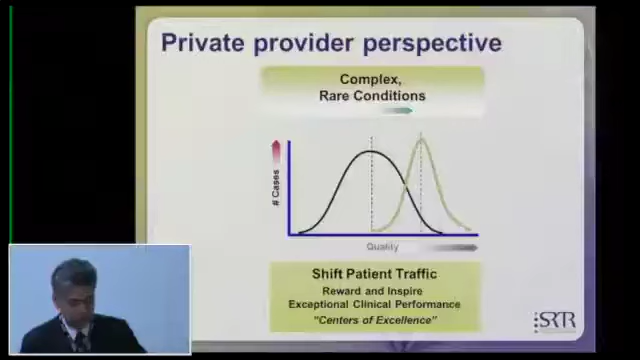 Private provider perspective
Complex,
Rare Conditions
# Cases
Quality
Shift Patient Traffic
Reward and Inspire
Exceptional Clinical Performance
“Centers of Excellence”
SRTR